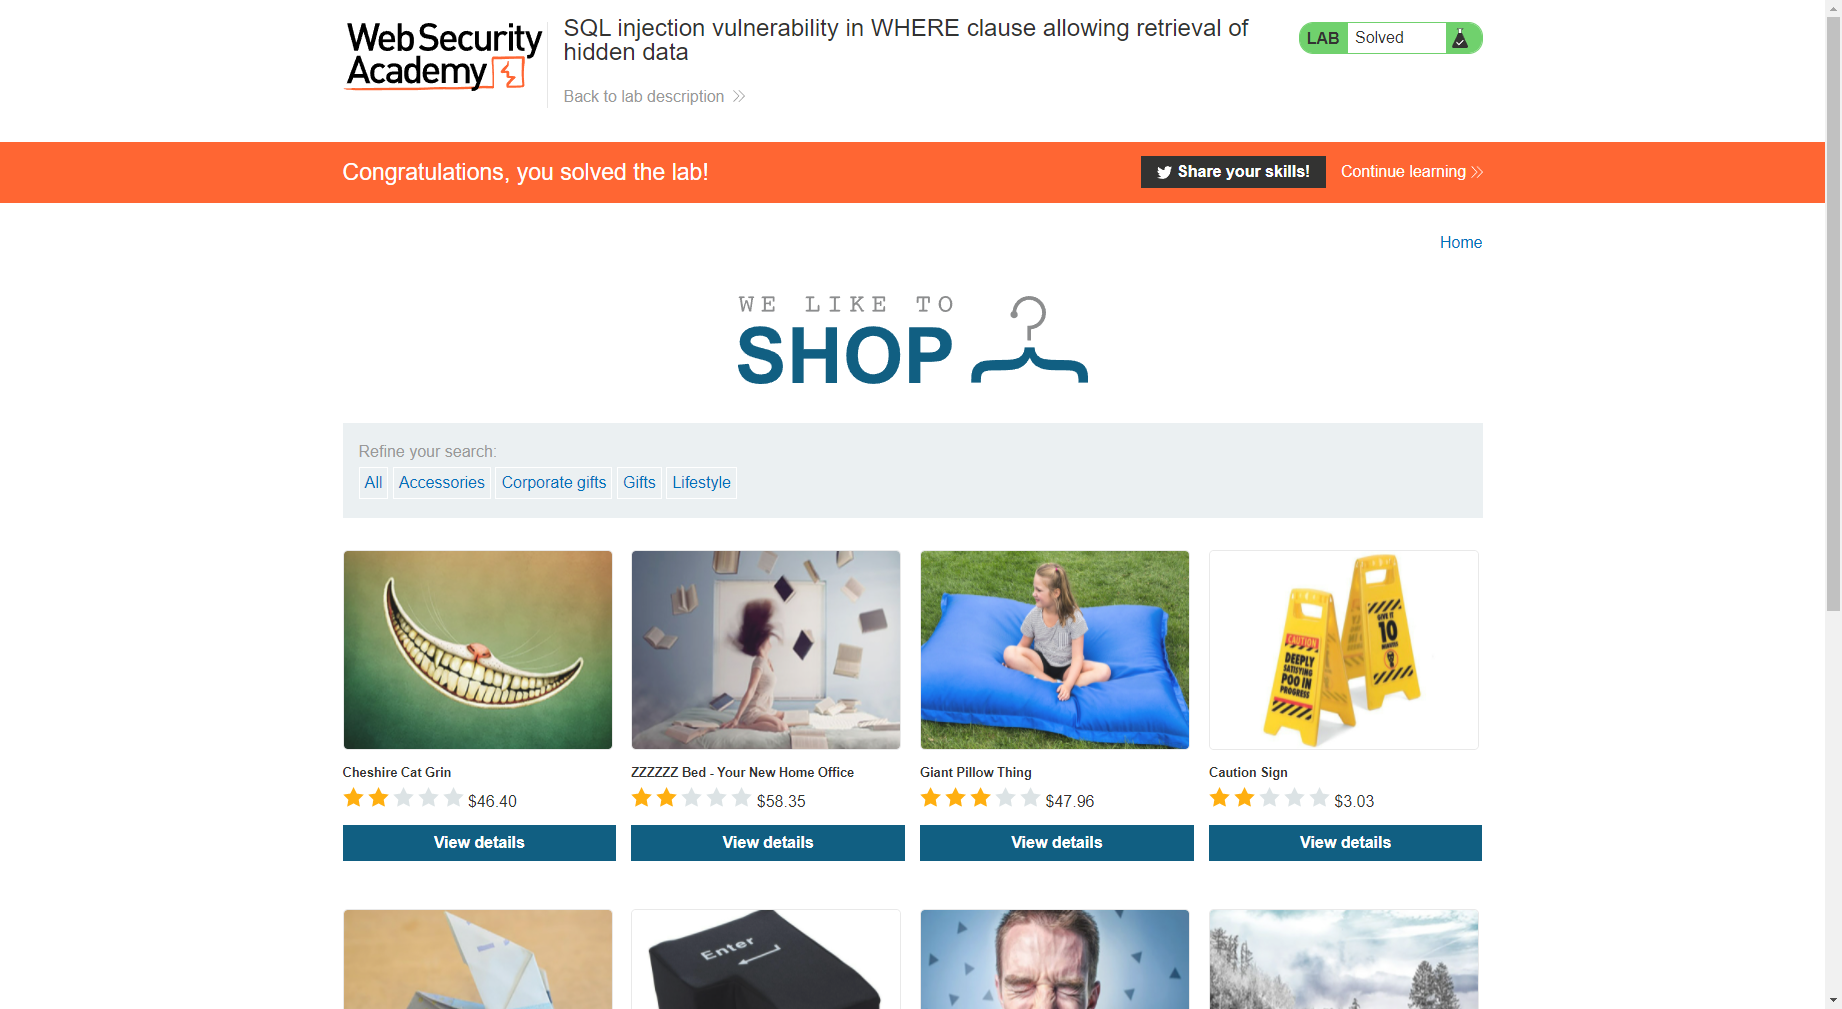 Web Security
Academy
SQL injection vulnerability in WHERE clause allowing retrieval of
hidden data
Back to lab description
LAB Solved
Congratulations, you solved the lab!
Share your skills!
Continue learning
Home
WE LIKE TO
SHOP
Refine your search:
All Accessories Corporate gifts Gifts Lifestyle
CAUTION
DEEPLY
SATISFYING
POO IN
PROGRESS
GIVE IT
10
MINUTES
Cheshire Cat Grin
ZZZZZZ Bed - Your New Home Office
Giant Pillow Thing
Caution Sign
$46.40
$58.35
$47.96
$3.03
View details
View details
View details
View details
Enter